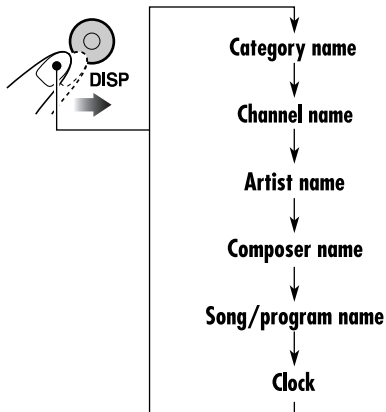 DISP
Category name
Channel name
Artist name
Composer name
Song/program name
Clock